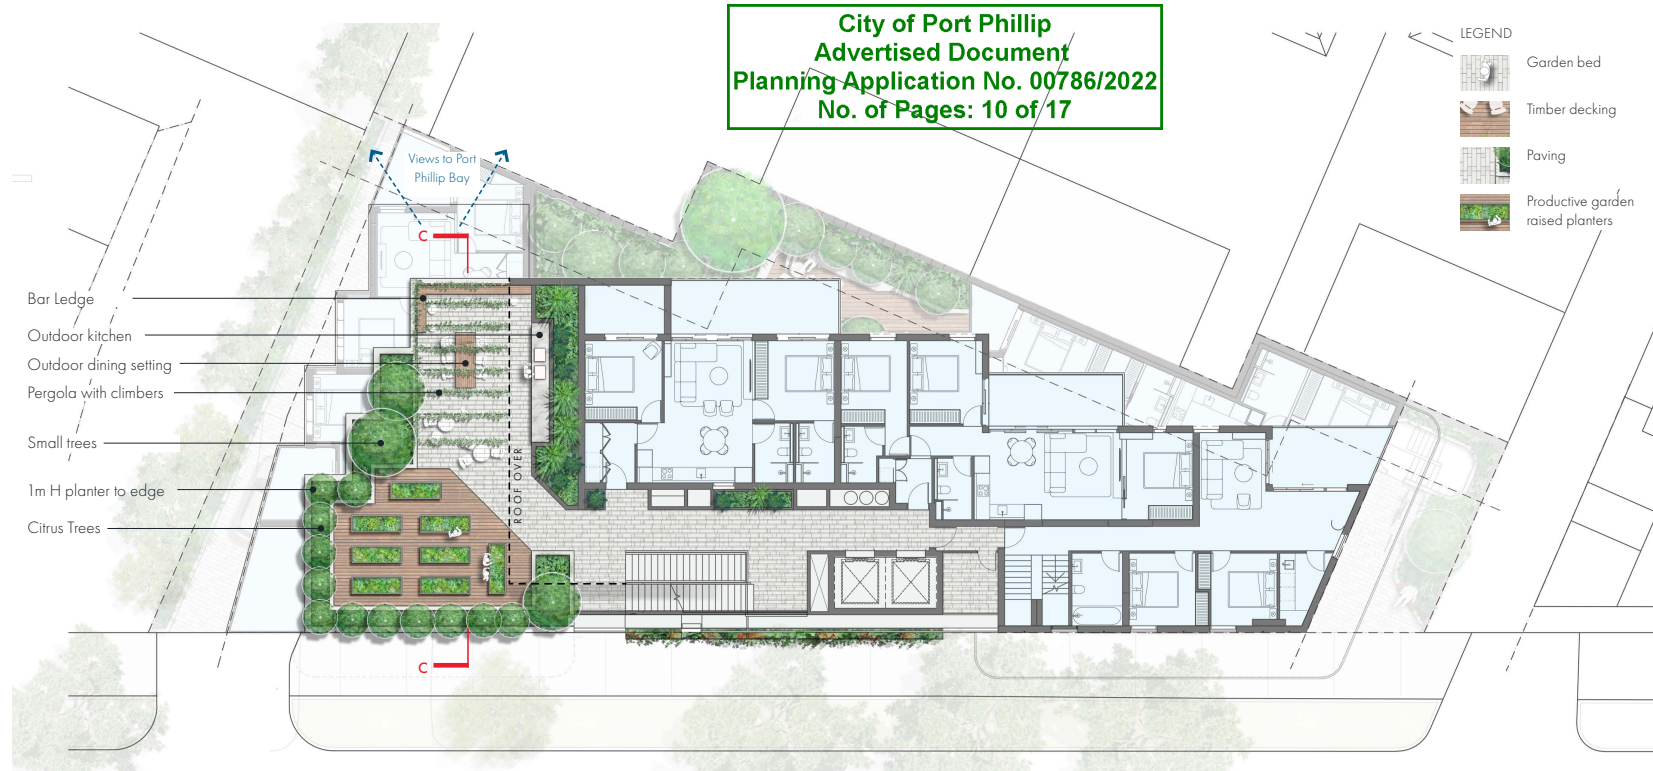 City of Port Phillip
Advertised Document
Planning Application No. 00786/2022
No. of Pages: 10 of 17
LEGEND
Garden bed
Timber decking
Paving
Productive garden
raised planters
Views to Port
Phillip Bay
C
Bar Ledge
Outdoor kitchen
Outdoor dining setting
Pergola with climbers
Small trees
1m H planter to edge
Citrus Trees
ROOF OVER
C